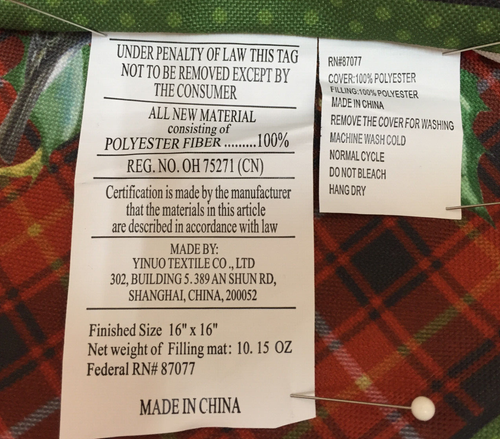 UNDER PENALTY OF LAW THIS TAG
NOT TO BE REMOVED EXCEPT BY
THE CONSUMER
ALL NEW MATERIAL
consisting of
POLYESTER FIBER .........100%
REG. NO. OH 75271 (CN)
Certification is made by the manufacturer
that the materials in this article
are described in accordance with law
MADE BY:
YINUO TEXTILE CO ., LTD
302, BUILDING 5. 389 AN SHUN RD,
SHANGHAI, CHINA, 200052
Finished Size 16" x 16"
Net weight of Filling mat: 10. 15 OZ
Federal RN# 87077
MADE IN CHINA
RN#87077
COVER:100% POLYESTER
FILLING:100% POLYESTER
MADE IN CHINA
REMOVE THE COVER FOR WASHING
MACHINE WASH COLD
NORMAL CYCLE
DO NOT BLEACH
HANG DRY